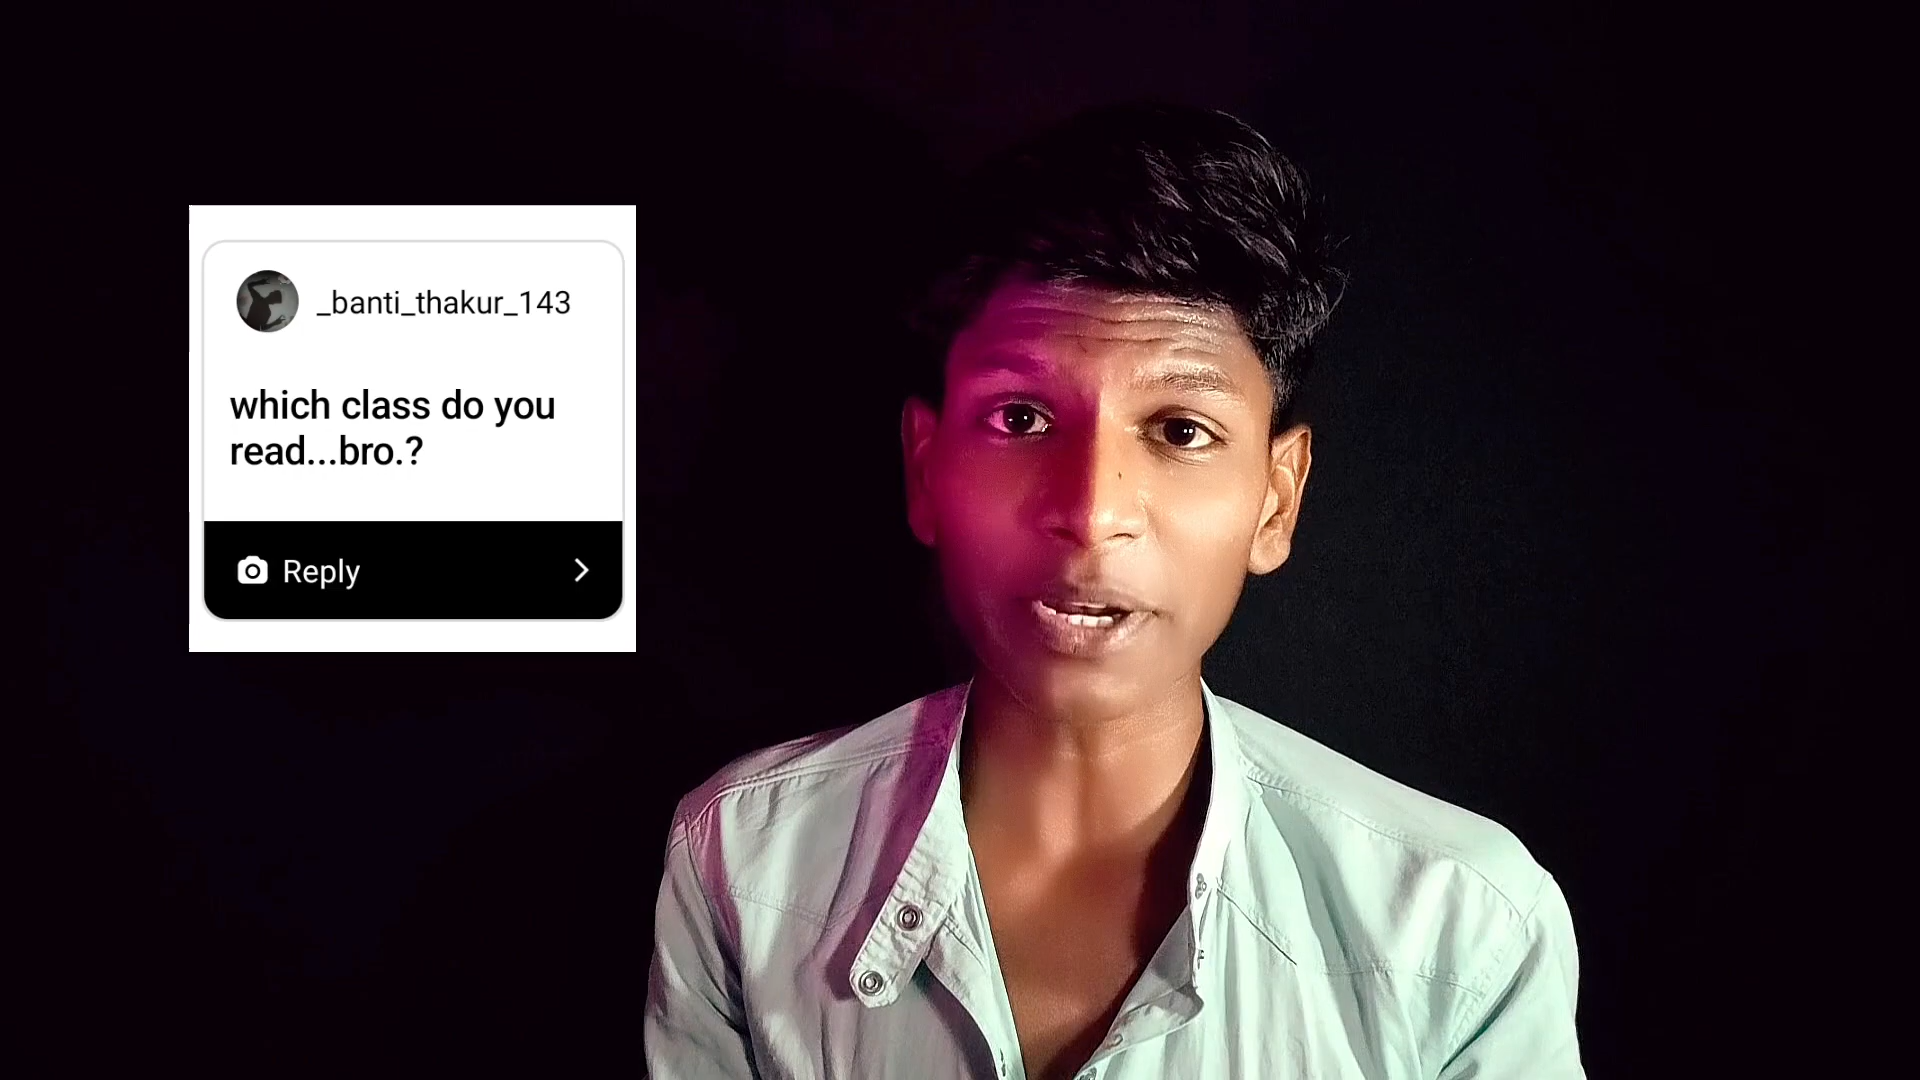 _banti_thakur_143
which class do you
read...bro.?
Reply